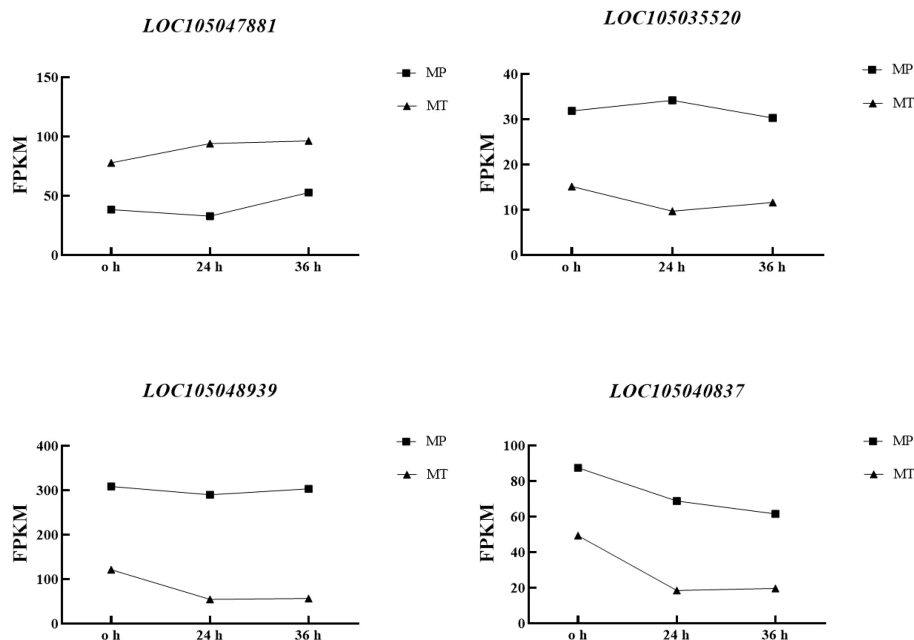 LOC105047881
150
100
50
0
FPKM
o h 24 h 36 h
MP
MT
LOC105035520
40
30
20
10
0
FPKM
o h 24 h 36 h
MP
MT
LOC105048939
400
300
200
100
0
FPKM
o h 24 h 36 h
MP
MT
LOC105040837
100
80
60
40
20
0
FPKM
o h 24 h 36 h
MP
MT